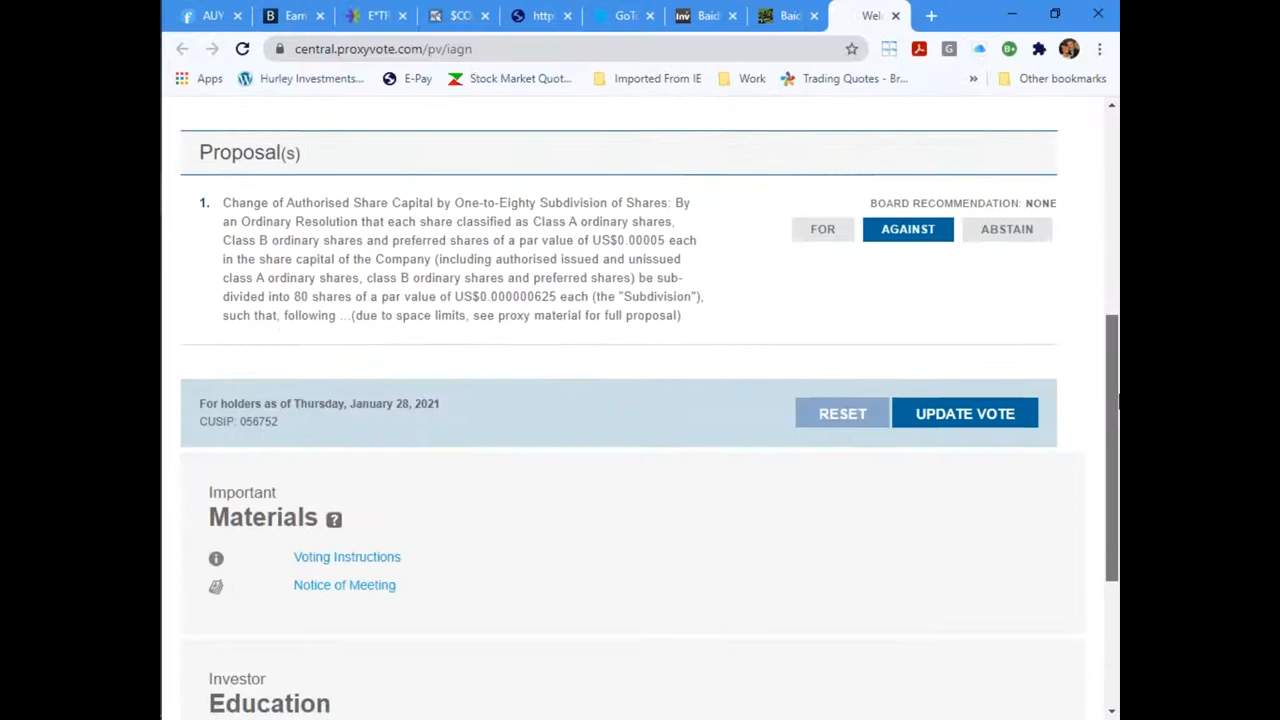 AUY
Earn
E*TF
$CO
http
GoT
Baid
Baid
Wel
central.proxyvote.com/pv/iagn
Apps
Hurley Investments...
E-Pay
Stock Market Quot...
Imported From IE
Work
Trading Quotes - Br...
»
Other bookmarks
Proposal(s)
1. Change of Authorised Share Capital by One-to-Eighty Subdivision of Shares: By
an Ordinary Resolution that each share classified as Class A ordinary shares,
Class B ordinary shares and preferred shares of a par value of US$0.00005 each
in the share capital of the Company (including authorised issued and unissued
class A ordinary shares, class B ordinary shares and preferred shares) be sub-
divided into 80 shares of a par value of US$0.000000625 each (the "Subdivision"),
such that, following ...(due to space limits, see proxy material for full proposal)
BOARD RECOMMENDATION: NONE
FOR AGAINST ABSTAIN
For holders as of Thursday, January 28, 2021
CUSIP: 056752
RESET UPDATE VOTE
Important
Materials ?
Voting Instructions
Notice of Meeting
Investor
Education